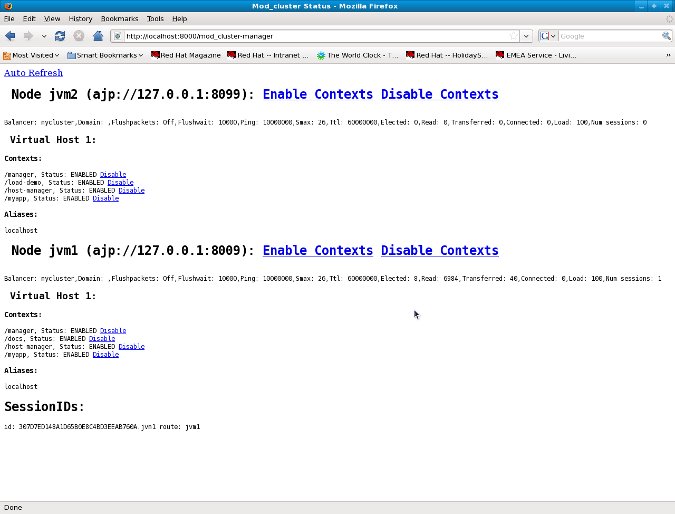 Mod_cluster Status - Mozilla Firefox
File Edit View History Bookmarks Tools Help
http://localhost:8000/mod_cluster-manager
Google
Most Visited Smart Bookmarks Red Hat Magazine Red Hat -- Intranet ... The World Clock - T... Red Hat -- HolidayS... EMEA Service - Livi... »
Auto Refresh
Node jvm2 (ajp://127.0.0.1:8099): Enable Contexts Disable Contexts
Balancer: mycluster,Domain: ,Flushpackets: Off,Flushwait: 10000,Ping: 10000000,Smax: 26,Ttl: 60000000,Elected: 0,Read: 0,Transferred: 0,Connected: 0,Load: 100,Num sessions: 0
Virtual Host 1:
Contexts:
/manager, Status: ENABLED Disable
/load-demo, Status: ENABLED Disable
/host-manager, Status: ENABLED Disable
/myapp, Status: ENABLED Disable
Aliases:
localhost
Node jvm1 (ajp://127.0.0.1:8009): Enable Contexts Disable Contexts
Balancer: mycluster,Domain: ,Flushpackets: Off,Flushwait: 10000,Ping: 10000000,Smax: 26,Ttl: 60000000,Elected: 8,Read: 6984,Transferred: 40,Connected: 0,Load: 100,Num sessions: 1
Virtual Host 1:
Contexts:
/manager, Status: ENABLED Disable
/docs, Status: ENABLED Disable
/host-manager, Status: ENABLED Disable
/myapp, Status: ENABLED Disable
Aliases:
localhost
SessionIDs:
id: route: jvm1
Done